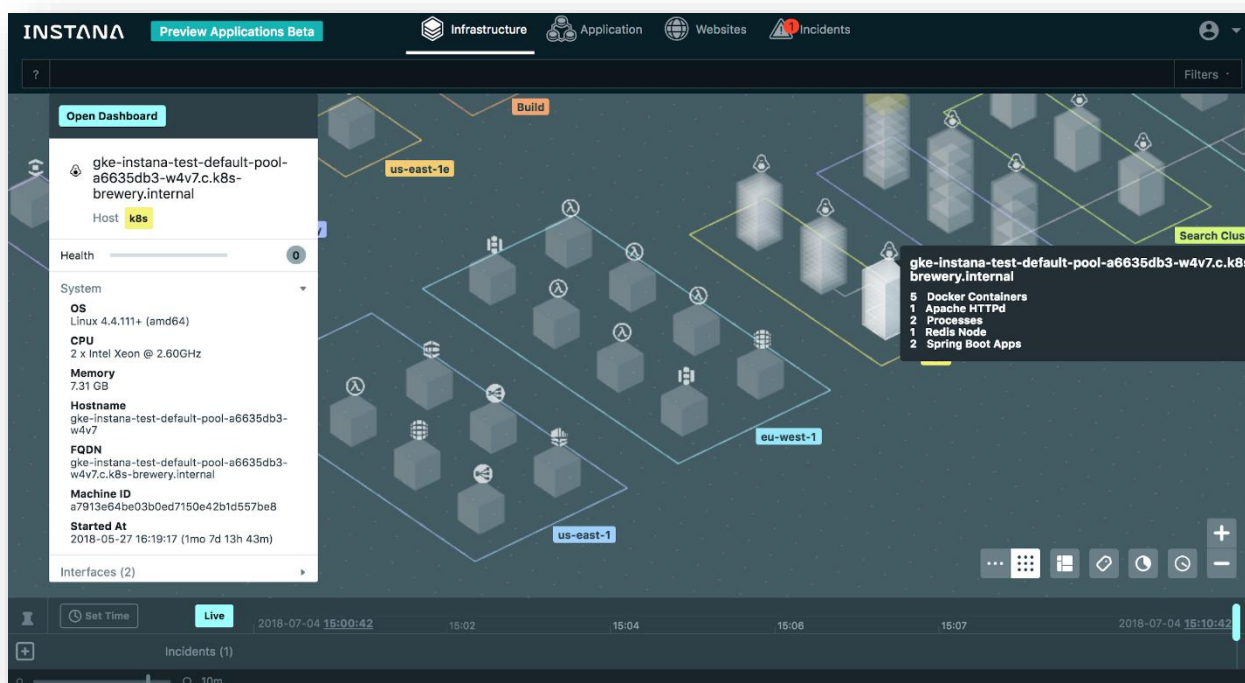 INSTANA
Preview Applications Beta
Infrastructure
Application
Websites
1
Incidents
?
Filters
Open Dashboard
gke-instana-test-default-pool-
a6635db3-w4v7.c.k8s-
brewery.internal
Host k8s
Health 0
System
OS
Linux 4.4.111+ (amd64)
CPU
2 x Intel Xeon @ 2.60GHz
Memory
7.31 GB
Hostname
gke-instana-test-default-pool-a6635db3-
w4v7
FQDN
gke-instana-test-default-pool-a6635db3-
w4v7.c.k8s-brewery.internal
Machine ID
a7913e64be03b0ed7150e42b1d557be8
Started At
2018-05-27 16:19:17 (1mo 7d 13h 43m)
Interfaces (2)
Build
us-east-1e
y
Search Clus
gke-instana-test-default-pool-a6635db3-w4v7.c.k8s
brewery.internal
5 Docker Containers
1 Apache HTTPd
2 Processes
1 Redis Node
2 Spring Boot Apps
eu-west-1
us-east-1
Set Time
Live
2018-07-04 15:00:42
15:02
15:04
15:06
15:07
2018-07-04 15:10:42
Incidents (1)
10m